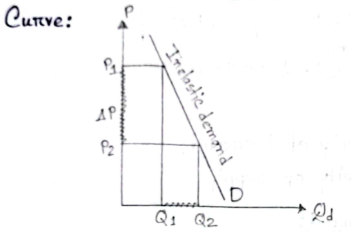 Curve:
P
P1
Inelastic demand
ΔP
P2
D
Q1 Q2
Qd